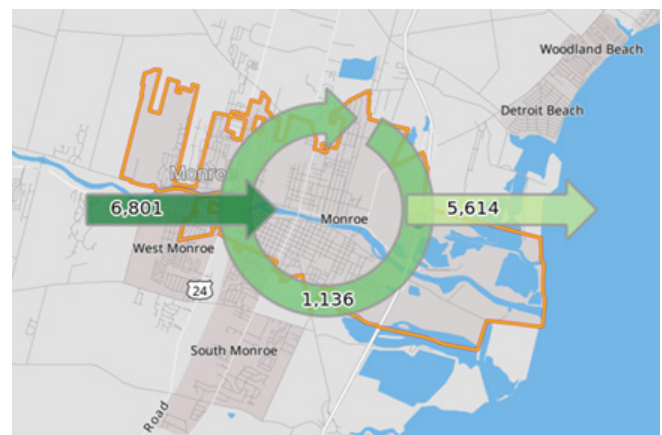 Woodland Beach
Detroit Beach
Monroe
6,801
5,614
Monroe
West Monroe
24
1,136
South Monroe
Road